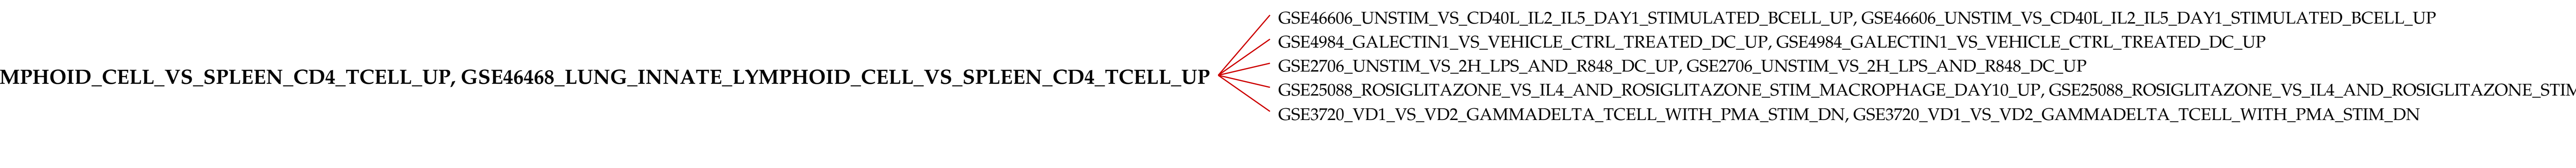 MPHOID_CELL_VS_SPLEEN_CD4_TCELL_UP, GSE46468_LUNG_INNATE_LYMPHOID_CELL_VS_SPLEEN_CD4_TCELL_UP
GSE46606_UNSTIM_VS_CD40L_IL2_IL5_DAY1_STIMULATED_BCELL_UP, GSE46606_UNSTIM_VS_CD40L_IL2_IL5_DAY1_STIMULATED_BCELL_UP
GSE4984_GALECTIN1_VS_VEHICLE_CTRL_TREATED_DC_UP, GSE4984_GALECTIN1_VS_VEHICLE_CTRL_TREATED_DC_UP
GSE2706_UNSTIM_VS_2H_LPS_AND_R848_DC_UP, GSE2706_UNSTIM_VS_2H_LPS_AND_R848_DC_UP
GSE25088_ROSIGLITAZONE_VS_IL4_AND_ROSIGLITAZONE_STIM_MACROPHAGE_DAY10_UP, GSE25088_ROSIGLITAZONE_VS_IL4_AND_ROSIGLITAZONE_STIM
GSE3720_VD1_VS_VD2_GAMMADELTA_TCELL_WITH_PMA_STIM_DN, GSE3720_VD1_VS_VD2_GAMMADELTA_TCELL_WITH_PMA_STIM_DN